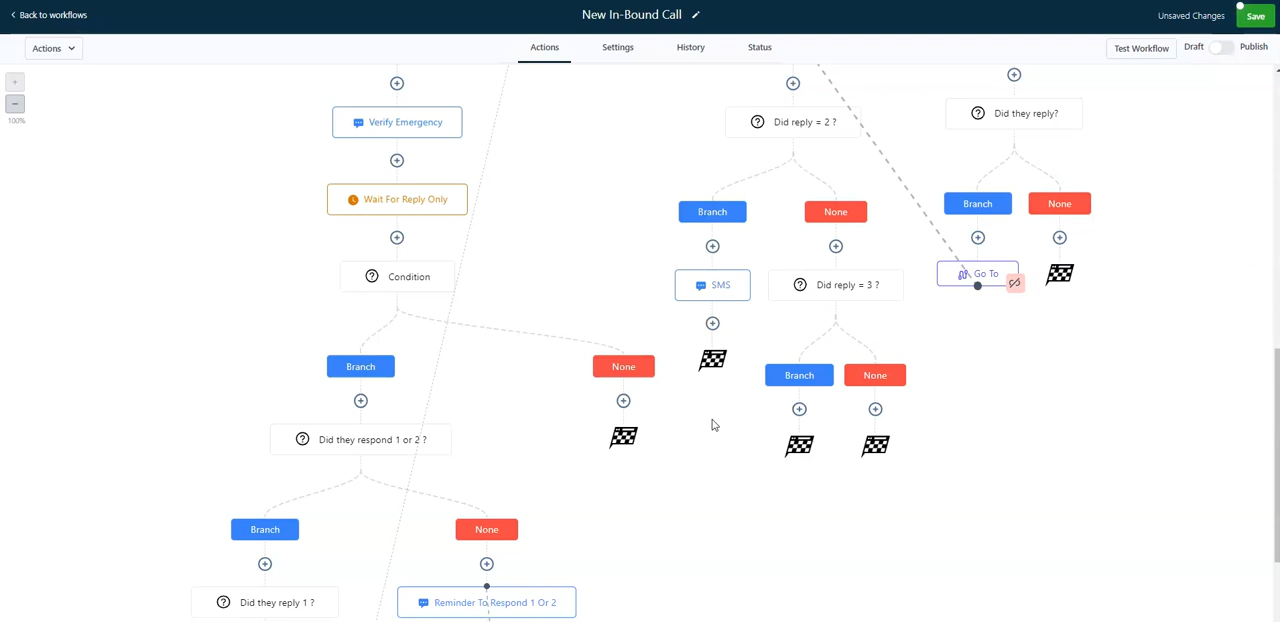 Back to workflows
New In-Bound Call
Unsaved Changes
Save
Actions
Actions
Settings
History
Status
Test Workflow
Draft
Publish
100%
Verify Emergency
Did reply = 2 ?
Did they reply?
Wait For Reply Only
Branch
None
Branch
None
Condition
SMS
Did reply = 3 ?
Go To
Branch
None
Branch
None
Did they respond 1 or 2 ?
Branch
None
Did they reply 1 ?
Reminder To Respond 1 Or 2